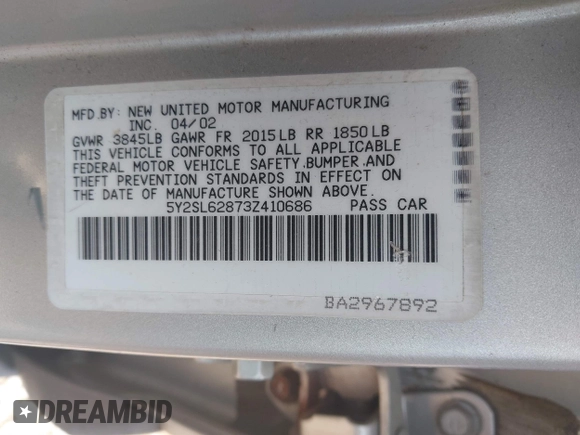 MFD.BY: NEW UNITED MOTOR MANUFACTURING
INC. 04/02
GVWR 3845LB GAWR FR 2015LB RR 1850LB
THIS VEHICLE CONFORMS TO ALL APPLICABLE
FEDERAL MOTOR VEHICLE SAFETY,BUMPER,AND
THEFT PREVENTION STANDARDS IN EFFECT ON
THE DATE OF MANUFACTURE SHOWN ABOVE.
5Y2SL62873Z410686 PASS CAR
BA2967892
DREAMBID